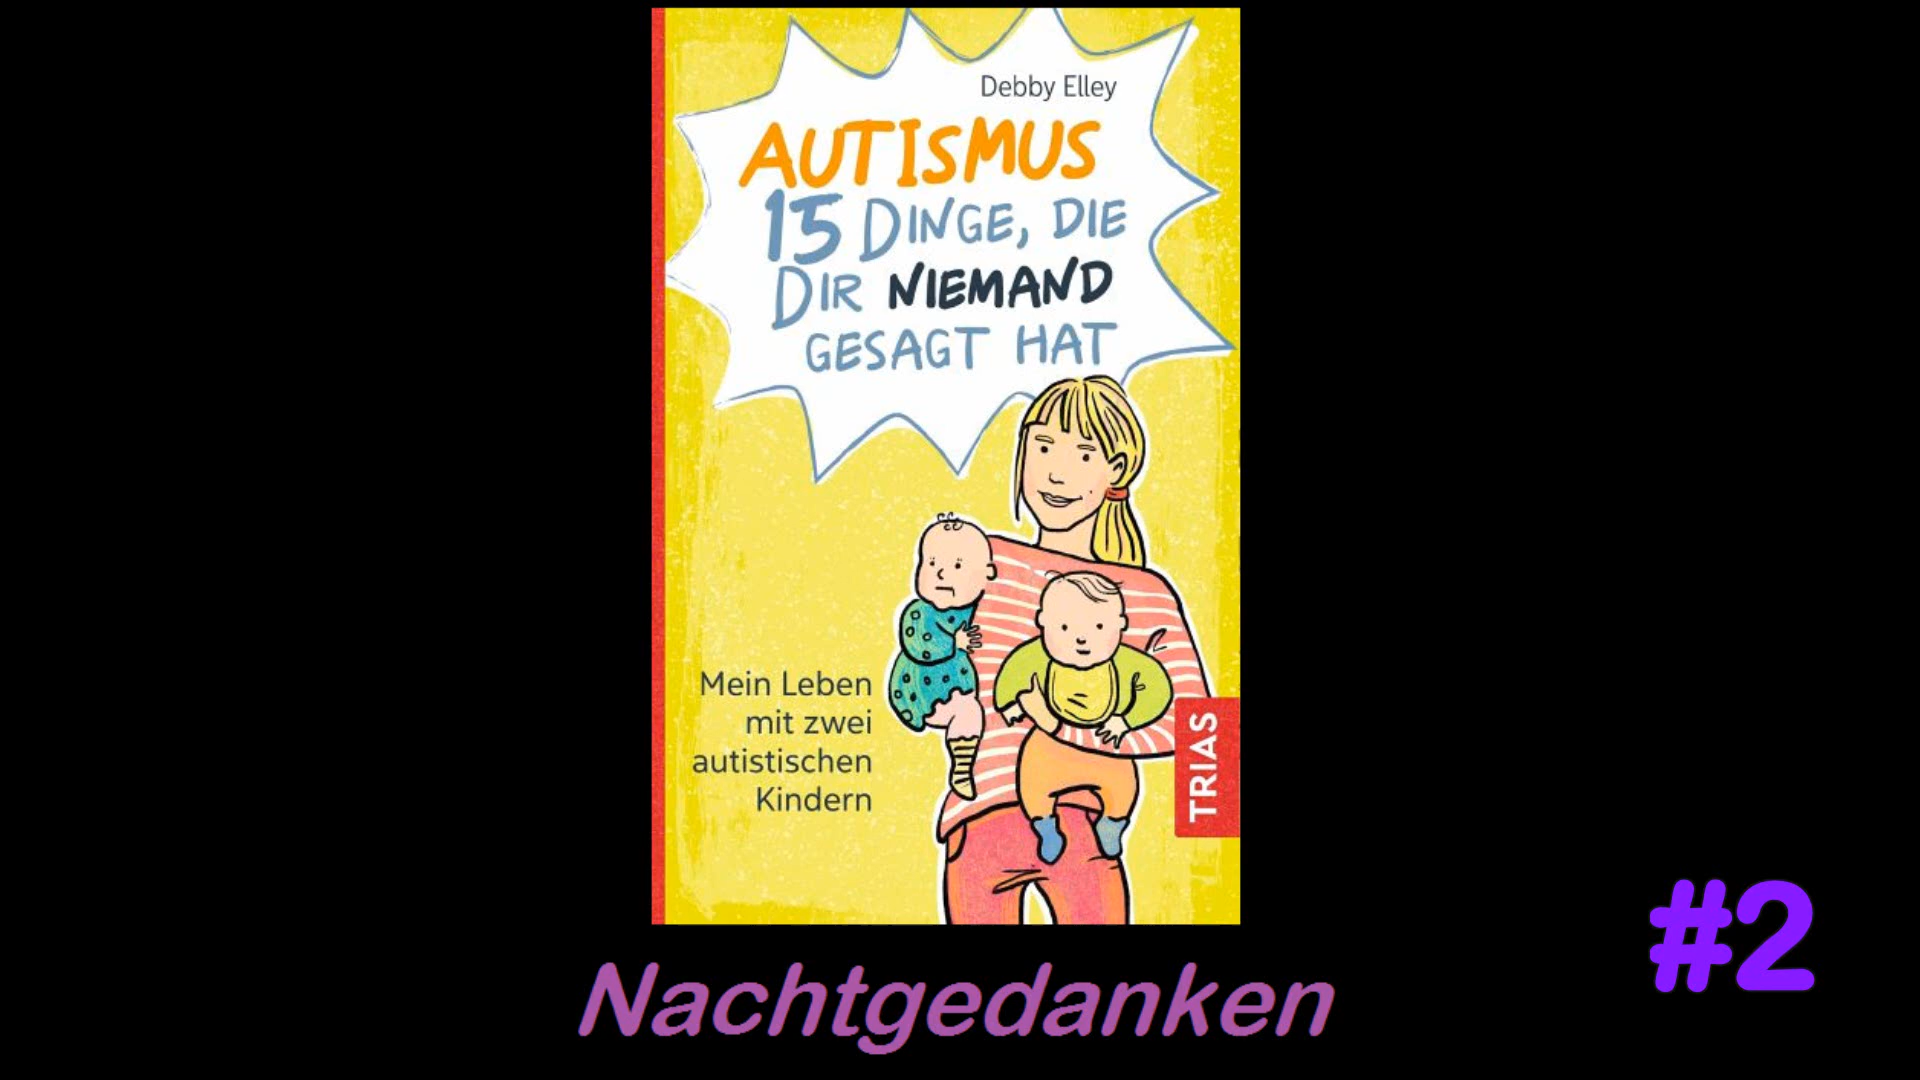 Debby Elley
AUTISMUS
15 DINGE, DIE
DIR NIEMAND
GESAGT HAT
Mein Leben
mit zwei
autistischen
Kindern
TRIAS
#2
Nachtgedanken